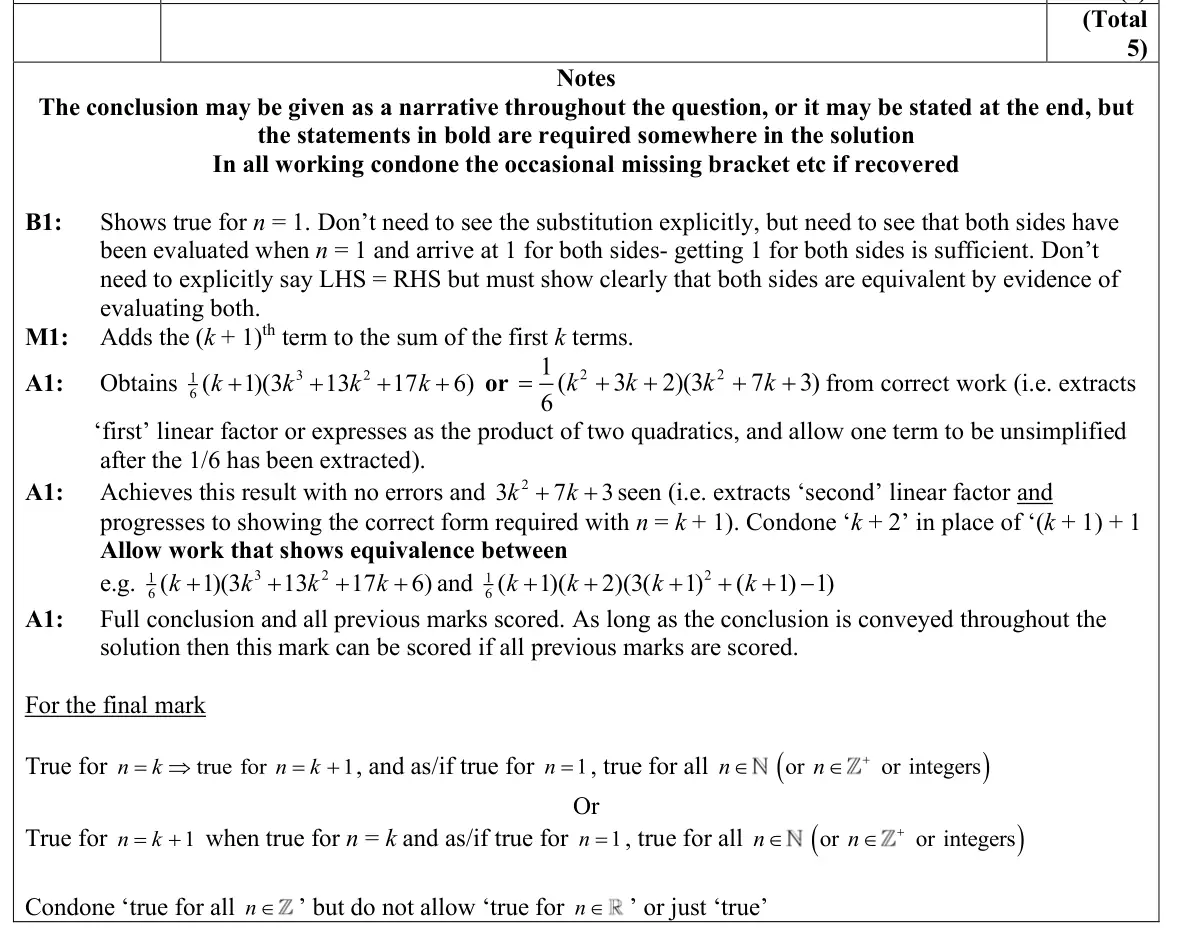 (Total
5)
Notes
The conclusion may be given as a narrative throughout the question, or it may be stated at the end, but
the statements in bold are required somewhere in the solution
In all working condone the occasional missing bracket etc if recovered
B1: Shows true for n = 1. Don’t need to see the substitution explicitly, but need to see that both sides have
been evaluated when n = 1 and arrive at 1 for both sides- getting 1 for both sides is sufficient. Don’t
need to explicitly say LHS = RHS but must show clearly that both sides are equivalent by evidence of
evaluating both.
M1: Adds the (k + 1)th term to the sum of the first k terms.
A1: Obtains 1/6 (k+1)(3k³+13k²+17k+6) or = 1/6 (k²+3k+2)(3k²+7k+3) from correct work (i.e. extracts
‘first’ linear factor or expresses as the product of two quadratics, and allow one term to be unsimplified
after the 1/6 has been extracted).
A1: Achieves this result with no errors and 3k²+7k+3 seen (i.e. extracts ‘second’ linear factor and
progresses to showing the correct form required with n = k + 1). Condone ‘k + 2’ in place of ‘(k + 1) + 1
Allow work that shows equivalence between
e.g. 1/6 (k+1)(3k³+13k²+17k+6) and 1/6 (k+1)(k+2)(3(k+1)²+(k+1)−1)
A1: Full conclusion and all previous marks scored. As long as the conclusion is conveyed throughout the
solution then this mark can be scored if all previous marks are scored.
For the final mark
True for n = k ⇒ true for n = k +1, and as/if true for n =1, true for all n∈ℕ (or n∈ℤ⁺ or integers)
Or
True for n = k +1 when true for n = k and as/if true for n =1, true for all n∈ℕ (or n∈ℤ⁺ or integers)
Condone ‘true for all n∈ℤ ’ but do not allow ‘true for n∈ℝ ’ or just ‘true’